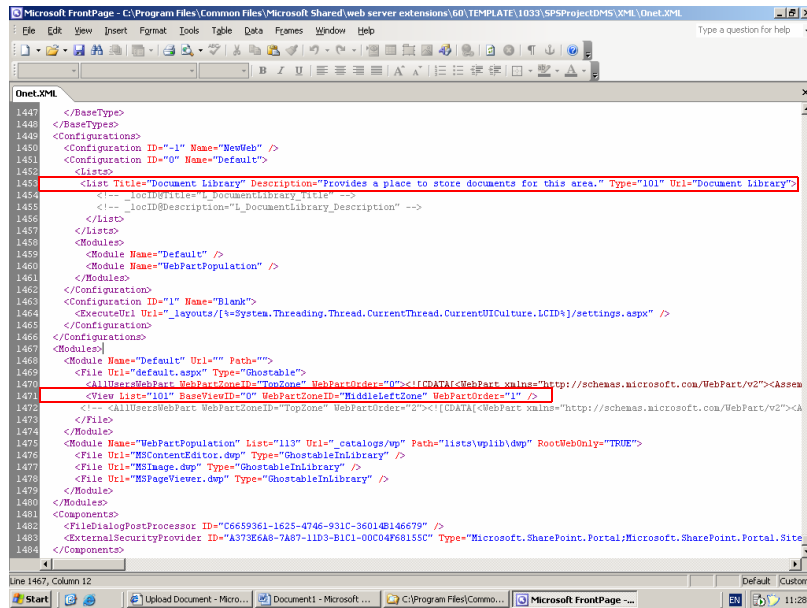 Microsoft FrontPage - C:\Program Files\Common Files\Microsoft Shared\web server extensions\60\TEMPLATE\1033\SPSProjectDMS\XML\Onet.XML
File Edit View Insert Format Tools Table Data Frames Window Help Type a question for help
B I U A A A
Onet.XML
1447 </BaseType>
1448 </BaseTypes>
1449 <Configurations>
1450 <Configuration ID="-1" Name="NewWeb" />
1451 <Configuration ID="0" Name="Default">
1452 <Lists>
1453 <List Title="Document Library" Description="Provides a place to store documents for this area." Type="101" Url="Document Library">
1454 <!-- _locID@Title="L_DocumentLibrary_Title" -->
1455 <!-- _locID@Description="L_DocumentLibrary_Description" -->
1456 </List>
1457 </Lists>
1458 <Modules>
1459 <Module Name="Default" />
1460 <Module Name="WebPartPopulation" />
1461 </Modules>
1462 </Configuration>
1463 <Configuration ID="1" Name="Blank">
1464 <ExecuteUrl Url="_layouts/[%=System.Threading.Thread.CurrentThread.CurrentUICulture.LCID%]/settings.aspx" />
1465 </Configuration>
1466 </Configurations>
1467 <Modules>
1468 <Module Name="Default" Url="" Path="">
1469 <File Url="default.aspx" Type="Ghostable">
1470 <AllUsersWebPart WebPartZoneID="TopZone" WebPartOrder="0"><![CDATA[<WebPart xmlns="http://schemas.microsoft.com/WebPart/v2"><Assem
1471 <View List="101" BaseViewID="0" WebPartZoneID="MiddleLeftZone" WebPartOrder="1" />
1472 <!-- <AllUsersWebPart WebPartZoneID="TopZone" WebPartOrder="2"><![CDATA[<WebPart xmlns="http://schemas.microsoft.com/WebPart/v2"><A
1473 </File>
1474 </Module>
1475 <Module Name="WebPartPopulation" List="113" Url="_catalogs/wp" Path="lists\wplib\dwp" RootWebOnly="TRUE">
1476 <File Url="MSContentEditor.dwp" Type="GhostableInLibrary" />
1477 <File Url="MSImage.dwp" Type="GhostableInLibrary" />
1478 <File Url="MSPageViewer.dwp" Type="GhostableInLibrary" />
1479 </Module>
1480 </Modules>
1481 <Components>
1482 <FileDialogPostProcessor ID="C6659361-1625-4746-931C-36014B146679" />
1483 <ExternalSecurityProvider ID="A373E6A8-7A87-11D3-B1C1-00C04F68155C" Type="Microsoft.SharePoint.Portal;Microsoft.SharePoint.Portal.Site
1484 </Components>
Line 1467, Column 12 Default Custom
Start Upload Document - Micro... Document1 - Microsoft ... C:\Program Files\Commo... Microsoft FrontPage -... EN 11:28